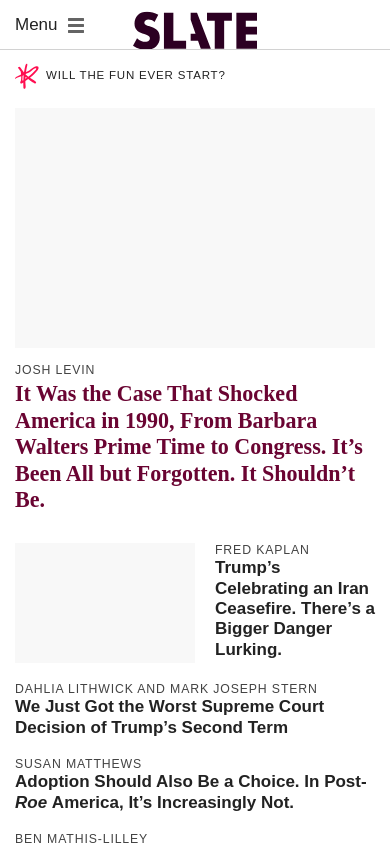 Menu
SLATE
WILL THE FUN EVER START?
JOSH LEVIN
It Was the Case That Shocked
America in 1990, From Barbara
Walters Prime Time to Congress. It’s
Been All but Forgotten. It Shouldn’t
Be.
FRED KAPLAN
Trump’s
Celebrating an Iran
Ceasefire. There’s a
Bigger Danger
Lurking.
DAHLIA LITHWICK AND MARK JOSEPH STERN
We Just Got the Worst Supreme Court
Decision of Trump’s Second Term
SUSAN MATTHEWS
Adoption Should Also Be a Choice. In Post-
Roe America, It’s Increasingly Not.
BEN MATHIS-LILLEY